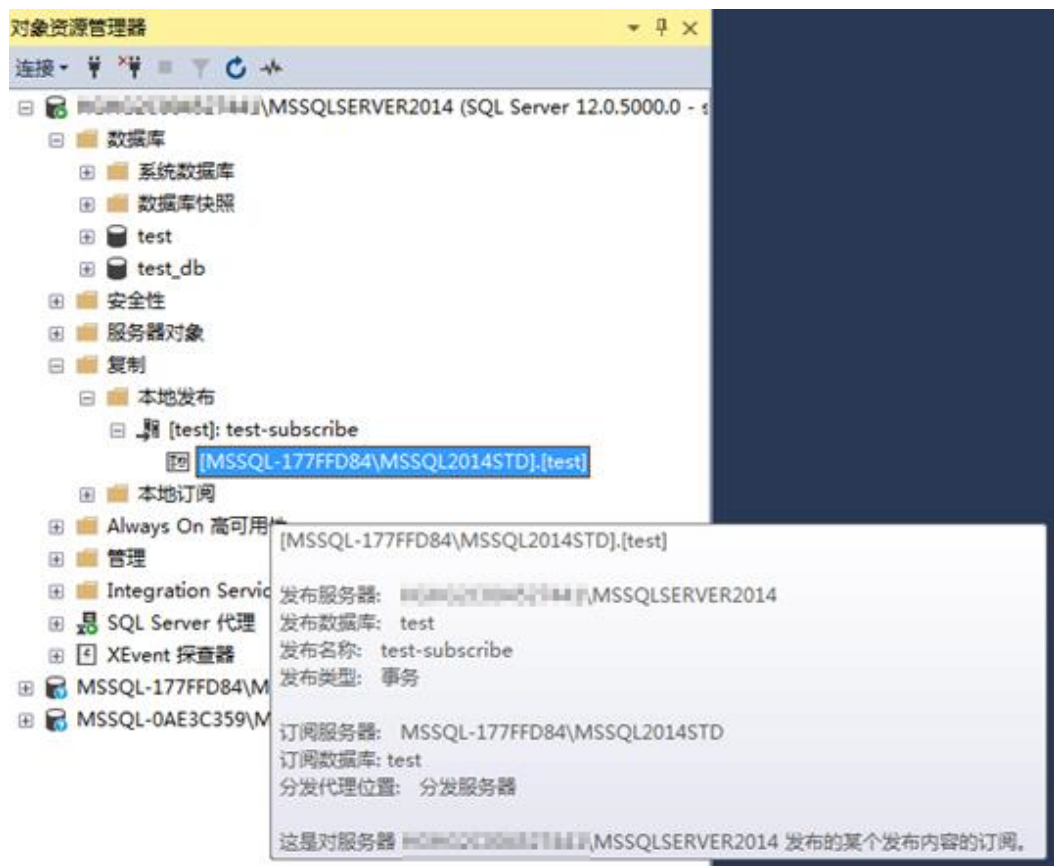 对象资源管理器
连接
\MSSQLSERVER2014 (SQL Server 12.0.5000.0 - s
数据库
系统数据库
数据库快照
test
test_db
安全性
服务器对象
复制
本地发布
[test]: test-subscribe
[MSSQL-177FFD84\MSSQL2014STD].[test]
本地订阅
Always On 高可用性
管理
Integration Servic
SQL Server 代理
XEvent 探查器
MSSQL-177FFD84\M
MSSQL-0AE3C359\M
[MSSQL-177FFD84\MSSQL2014STD].[test]
发布服务器: \MSSQLSERVER2014
发布数据库: test
发布名称: test-subscribe
发布类型: 事务
订阅服务器: MSSQL-177FFD84\MSSQL2014STD
订阅数据库: test
分发代理位置: 分发服务器
这是对服务器 \MSSQLSERVER2014 发布的某个发布内容的订阅。